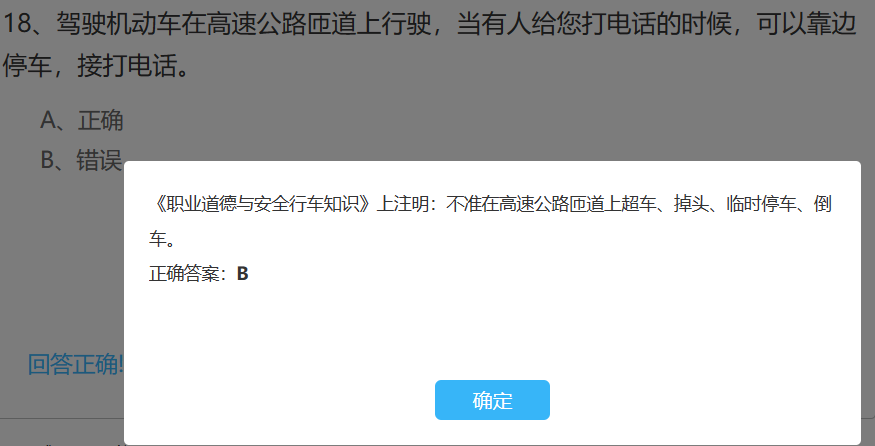 18、驾驶机动车在高速公路匝道上行驶，当有人给您打电话的时候，可以靠边
停车，接打电话。
A、正确
B、错误
《职业道德与安全行车知识》上注明：不准在高速公路匝道上超车、掉头、临时停车、倒
车。
正确答案：B
回答正确!
确定